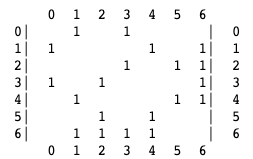 0 1 2 3 4 5 6
0|   1   1       | 0
1| 1       1   1| 1
2|       1   1 1| 2
3| 1   1       1| 3
4|   1       1 1| 4
5|     1   1     | 5
6|   1 1 1 1     | 6
0 1 2 3 4 5 6